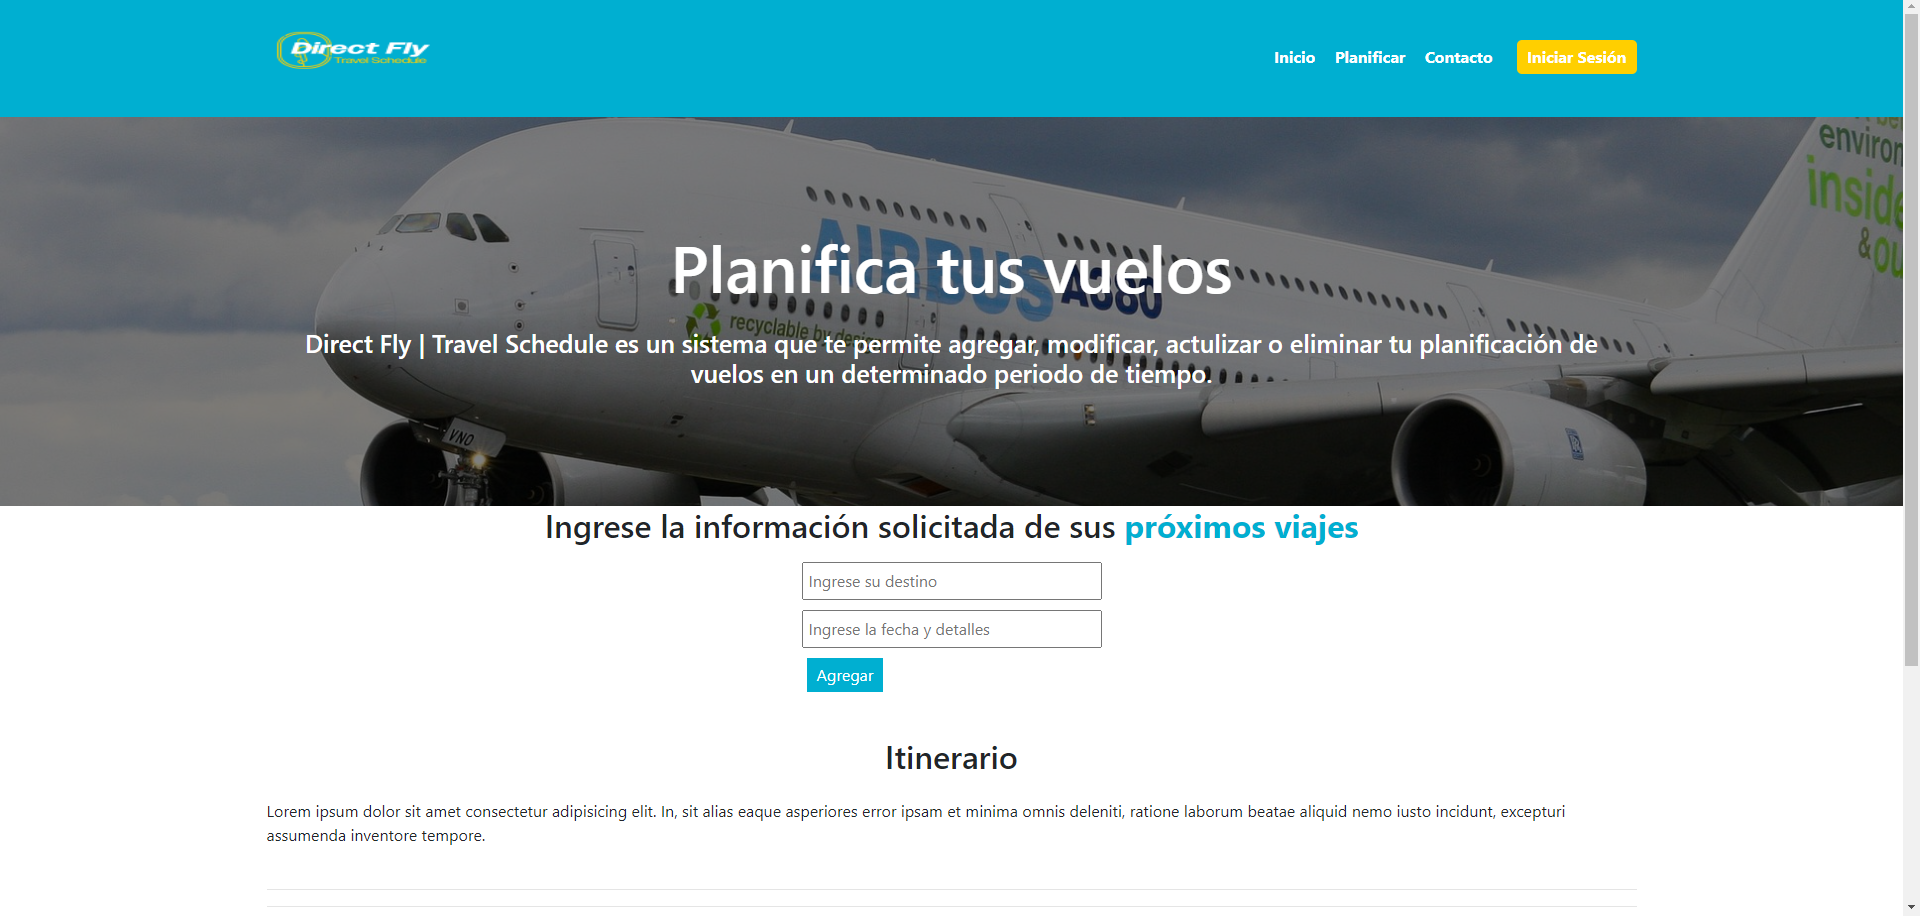 Direct Fly
Travel Schedule
Inicio Planificar Contacto Iniciar Sesión
environ
inside
& ou
AIRBUS A380
Planifica tus vuelos
recyclable by design
Direct Fly | Travel Schedule es un sistema que te permite agregar, modificar, actulizar o eliminar tu planificación de
vuelos en un determinado periodo de tiempo.
VNO
Ingrese la información solicitada de sus próximos viajes
Ingrese su destino
Ingrese la fecha y detalles
Agregar
Itinerario
Lorem ipsum dolor sit amet consectetur adipisicing elit. In, sit alias eaque asperiores error ipsam et minima omnis deleniti, ratione laborum beatae aliquid nemo iusto incidunt, excepturi
assumenda inventore tempore.